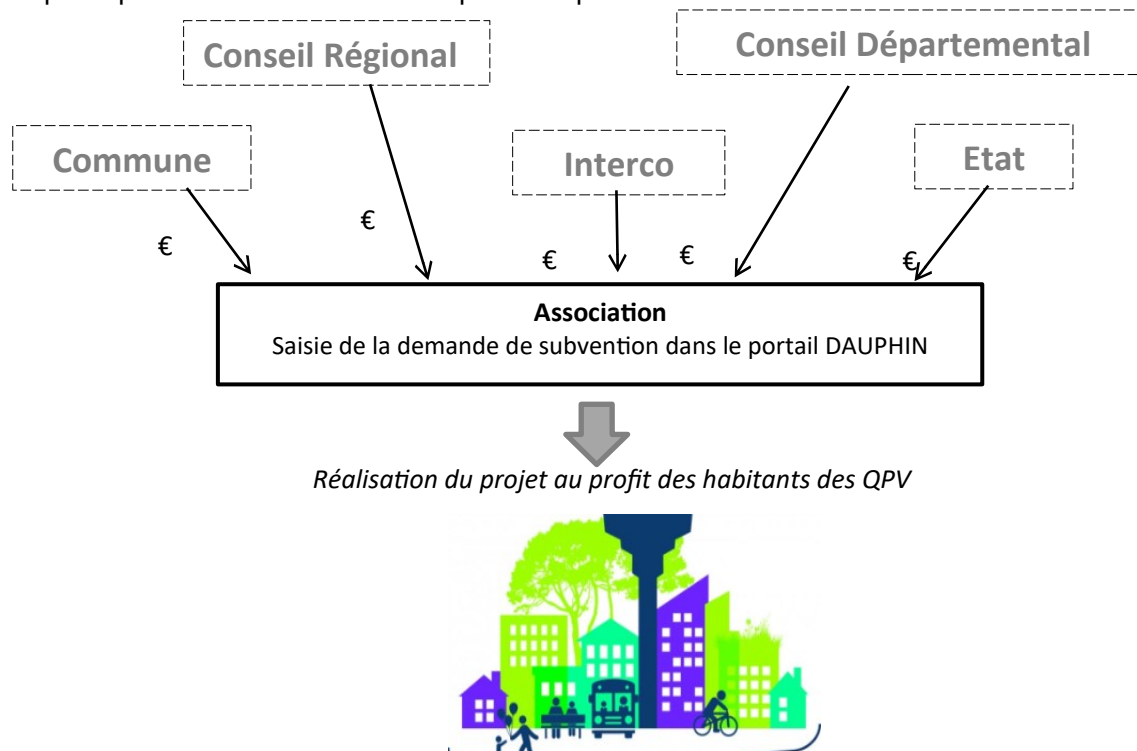 Conseil Régional
Conseil Départemental
Commune
Interco
Etat
€
€
€
€
€
Association
Saisie de la demande de subvention dans le portail DAUPHIN
Réalisation du projet au profit des habitants des QPV